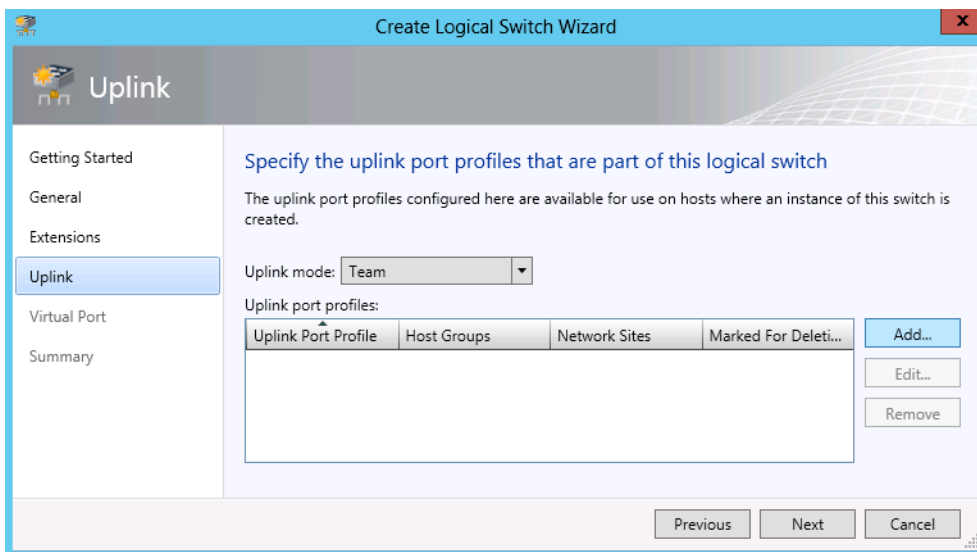 Create Logical Switch Wizard
x
Uplink
Getting Started
General
Extensions
Uplink
Virtual Port
Summary
Specify the uplink port profiles that are part of this logical switch
The uplink port profiles configured here are available for use on hosts where an instance of this switch is
created.
Uplink mode: Team
Uplink port profiles:
Uplink Port Profile Host Groups Network Sites Marked For Deleti...
Add...
Edit...
Remove
Previous Next Cancel